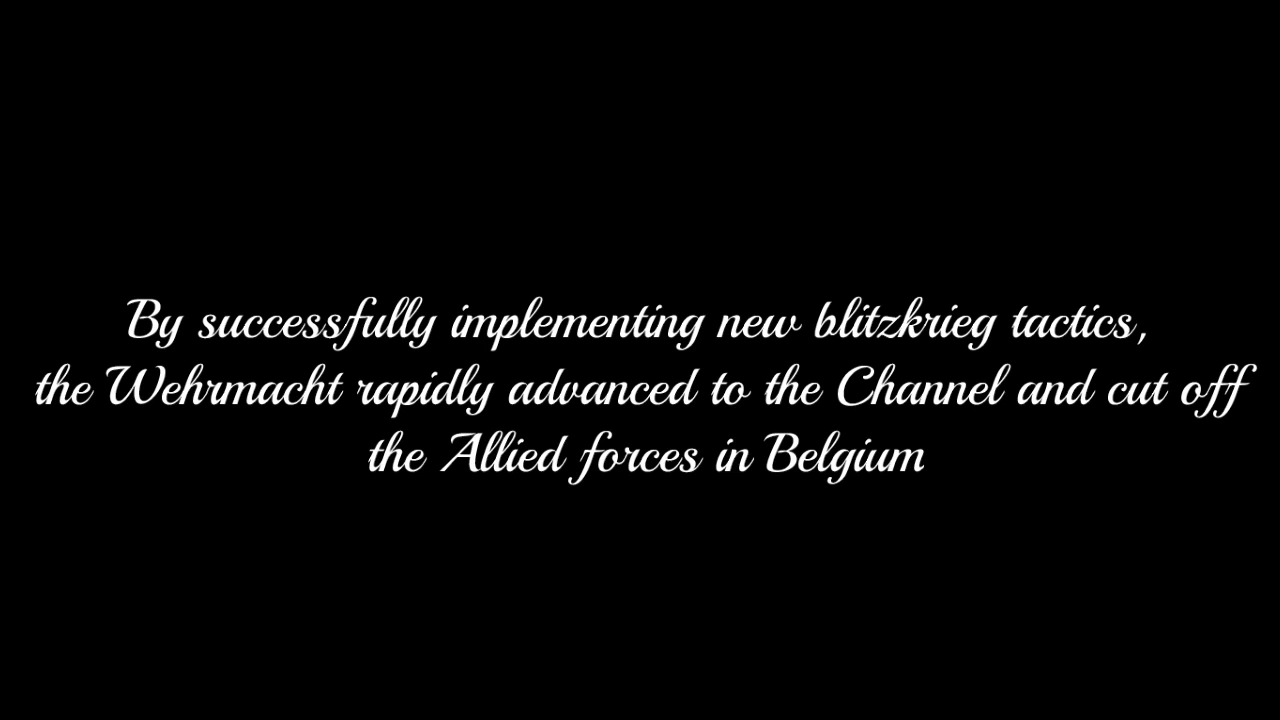 By successfully implementing new blitzkrieg tactics,
the Wehrmacht rapidly advanced to the Channel and cut off
the Allied forces in Belgium